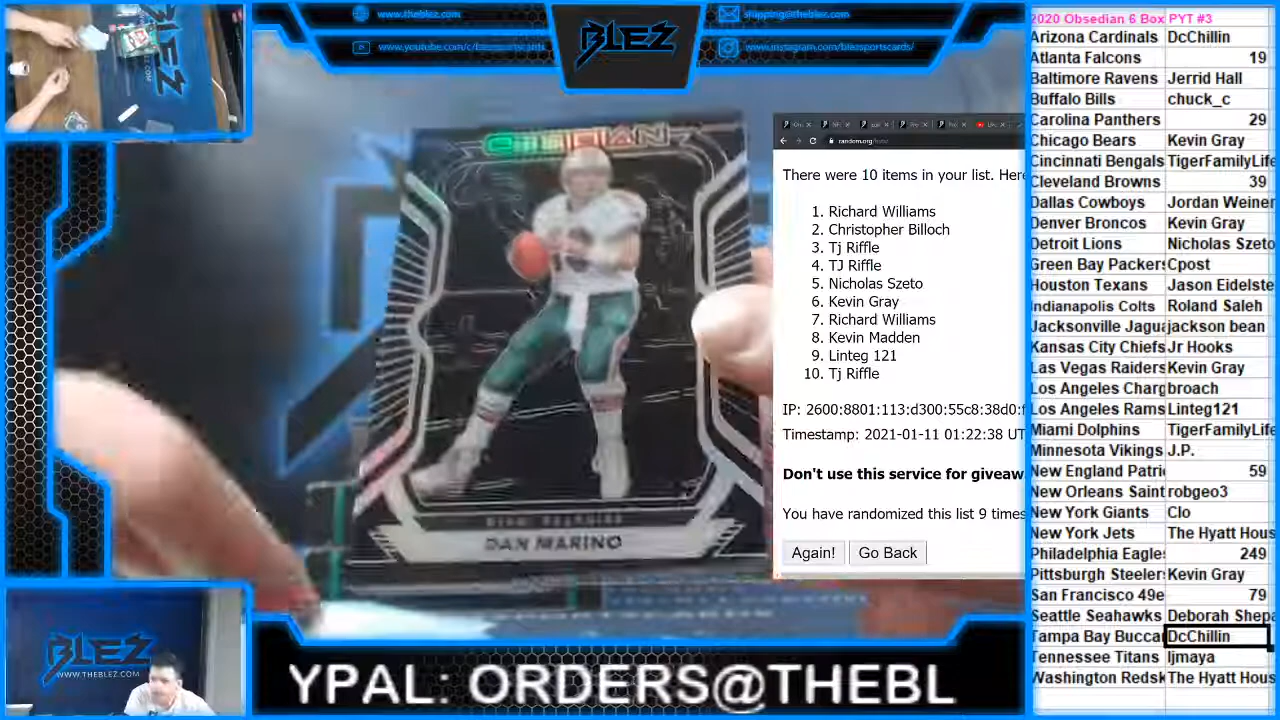 www.theblez.com
shipping@theblez.com
www.youtube.com/c/blezsportscards
www.instagram.com/blezsportscards/
BLEZ
OBSIDIAN
DAN MARINO
random.org/lists/
There were 10 items in your list. Here
1. Richard Williams
2. Christopher Billoch
3. Tj Riffle
4. TJ Riffle
5. Nicholas Szeto
6. Kevin Gray
7. Richard Williams
8. Kevin Madden
9. Linteg 121
10. Tj Riffle
IP: 2600:8801:113:d300:55c8:38d0:f
Timestamp: 2021-01-11 01:22:38 UT
Don't use this service for giveaw
You have randomized this list 9 times
Again! Go Back
2020 Obsedian 6 Box PYT #3
Arizona Cardinals DcChillin
Atlanta Falcons 19
Baltimore Ravens Jerrid Hall
Buffalo Bills chuck_c
Carolina Panthers 29
Chicago Bears Kevin Gray
Cincinnati Bengals TigerFamilyLife
Cleveland Browns 39
Dallas Cowboys Jordan Weiner
Denver Broncos Kevin Gray
Detroit Lions Nicholas Szeto
Green Bay Packers Cpost
Houston Texans Jason Eidelste
Indianapolis Colts Roland Saleh
Jacksonville Jagua jackson bean
Kansas City Chiefs Jr Hooks
Las Vegas Raiders Kevin Gray
Los Angeles Charg broach
Los Angeles Rams Linteg121
Miami Dolphins TigerFamilyLife
Minnesota Vikings J.P.
New England Patri 59
New Orleans Saint robgeo3
New York Giants Clo
New York Jets The Hyatt Hous
Philadelphia Eagle 249
Pittsburgh Steelers Kevin Gray
San Francisco 49e 79
Seattle Seahawks Deborah Shepa
Tampa Bay Bucca DcChillin
Tennessee Titans ljmaya
Washington Redsk The Hyatt Hous
BLEZ
WWW.THEBLEZ.COM
YPAL: ORDERS@THEBL